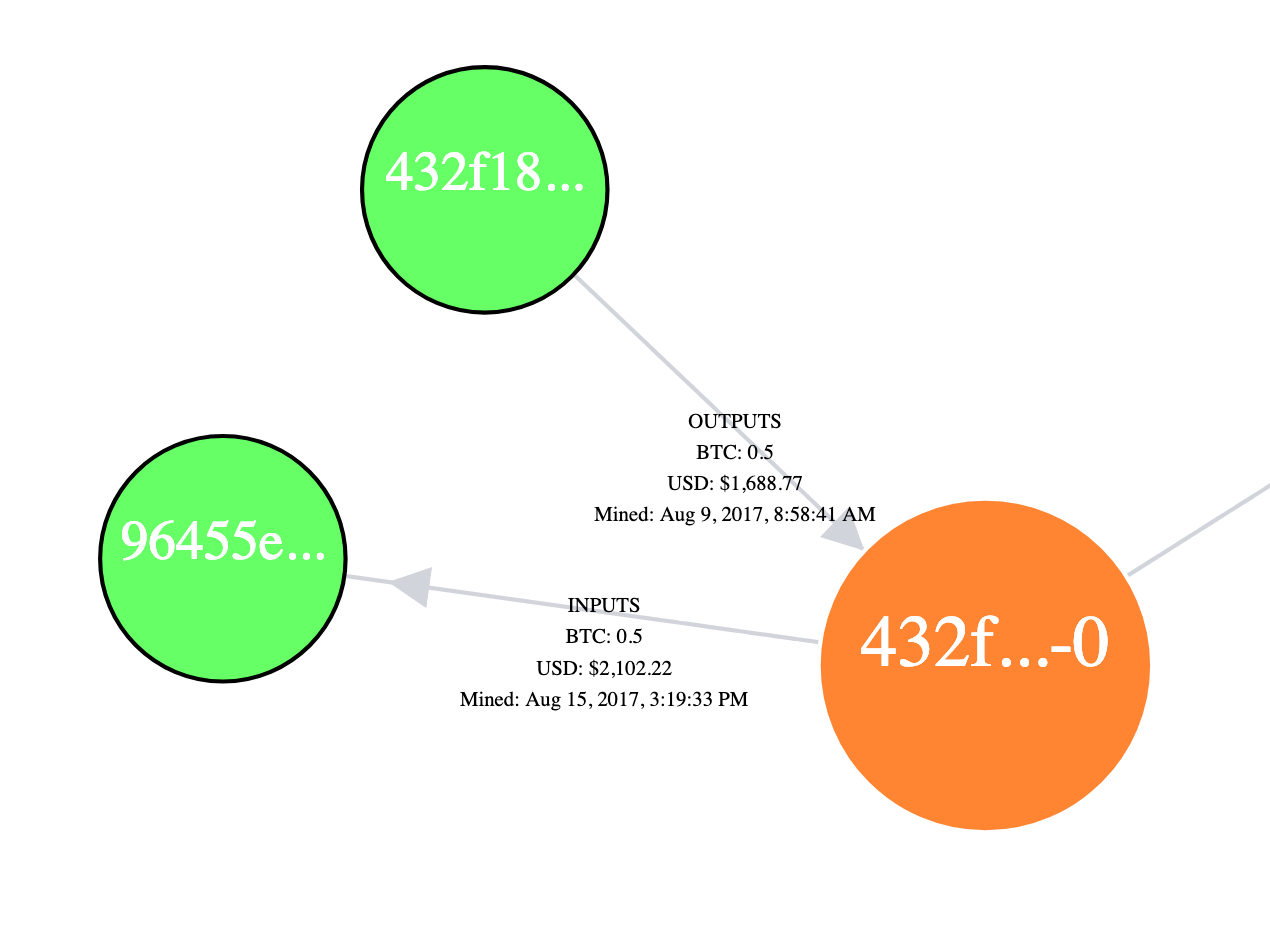 432f18...
OUTPUTS
BTC: 0.5
USD: $1,688.77
Mined: Aug 9, 2017, 8:58:41 AM
96455e...
INPUTS
BTC: 0.5
USD: $2,102.22
Mined: Aug 15, 2017, 3:19:33 PM
432f...-0